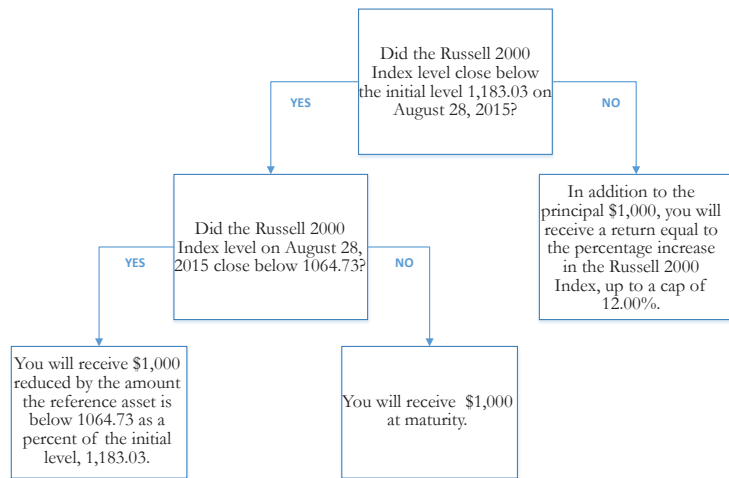 Did the Russell 2000
Index level close below
the initial level 1,183.03 on
August 28, 2015?
YES
NO
Did the Russell 2000
Index level on August 28,
2015 close below 1064.73?
In addition to the
principal $1,000, you will
receive a return equal to
the percentage increase
in the Russell 2000
Index, up to a cap of
12.00%.
YES
NO
You will receive $1,000
reduced by the amount
the reference asset is
below 1064.73 as a
percent of the initial
level, 1,183.03.
You will receive $1,000
at maturity.